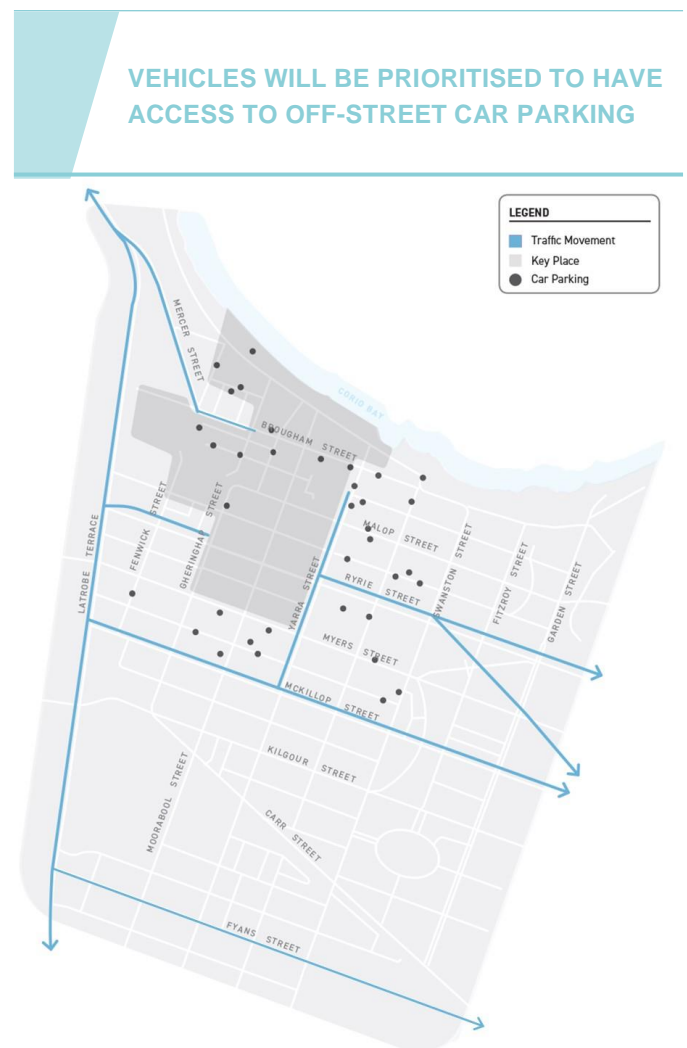 VEHICLES WILL BE PRIORITISED TO HAVE
ACCESS TO OFF-STREET CAR PARKING
LEGEND
Traffic Movement
Key Place
Car Parking
MERCER STREET
CORIO BAY
BROUGHAM STREET
LATROBE TERRACE
FENWICK STREET
GHERINGHAP STREET
YARRA STREET
MALOP STREET
RYRIE STREET
SWANSTON STREET
FITZROY STREET
GARDEN STREET
MYERS STREET
MCKILLOP STREET
KILGOUR STREET
MOORABOOL STREET
CARR STREET
FYANS STREET